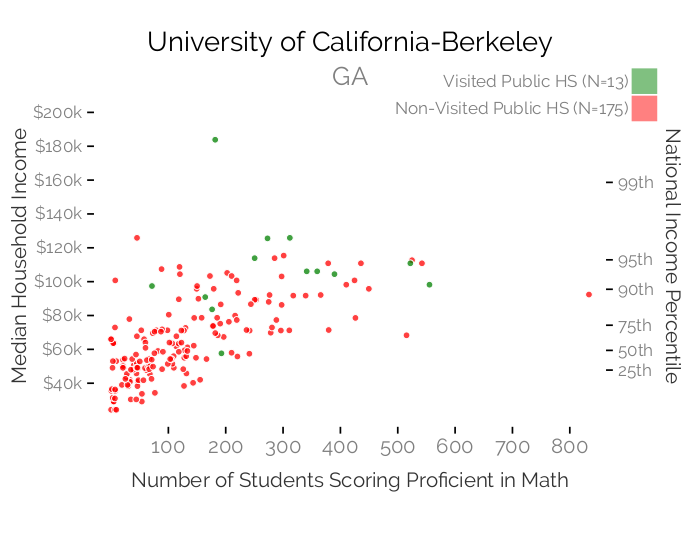 University of California-Berkeley
GA
Visited Public HS (N=13)
Non-Visited Public HS (N=175)
$200k
$180k
$160k
$140k
$120k
$100k
$80k
$60k
$40k
Median Household Income
99th
95th
90th
75th
50th
25th
National Income Percentile
100 200 300 400 500 600 700 800
Number of Students Scoring Proficient in Math